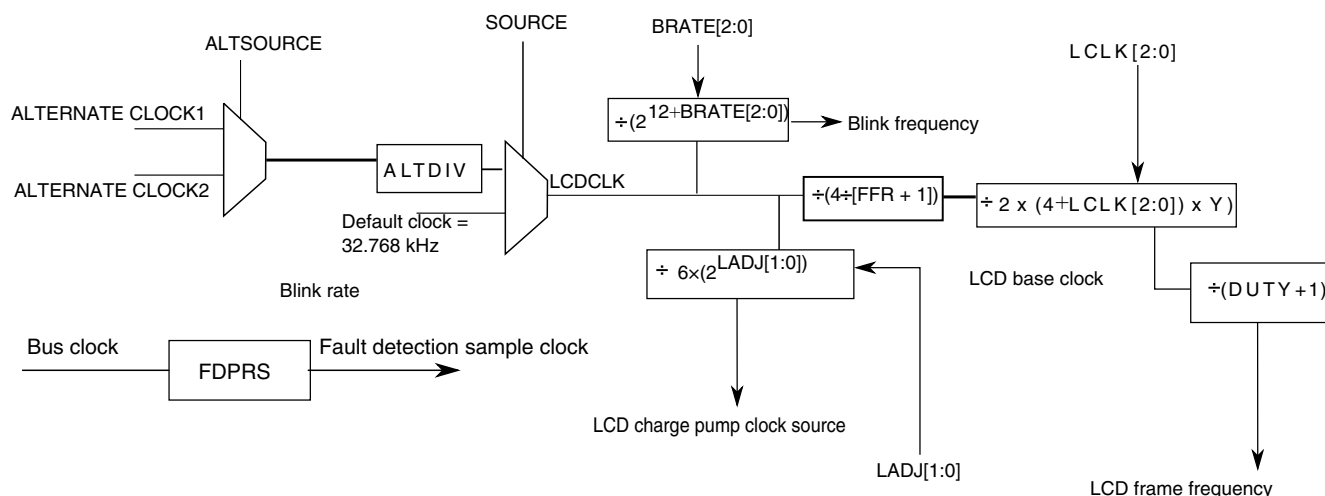 SOURCE
BRATE[2:0]
LCLK[2:0]
ALTSOURCE
ALTERNATE CLOCK1
÷(2^12+BRATE[2:0])
Blink frequency
ALTDIV
LCDCLK
÷(4÷[FFR + 1])
÷ 2 x (4+LCLK[2:0]) x Y)
ALTERNATE CLOCK2
Default clock =
32.768 kHz
÷ 6×(2^LADJ[1:0])
LCD base clock
÷(DUTY+1)
Blink rate
Bus clock
FDPRS
Fault detection sample clock
LCD charge pump clock source
LADJ[1:0]
LCD frame frequency